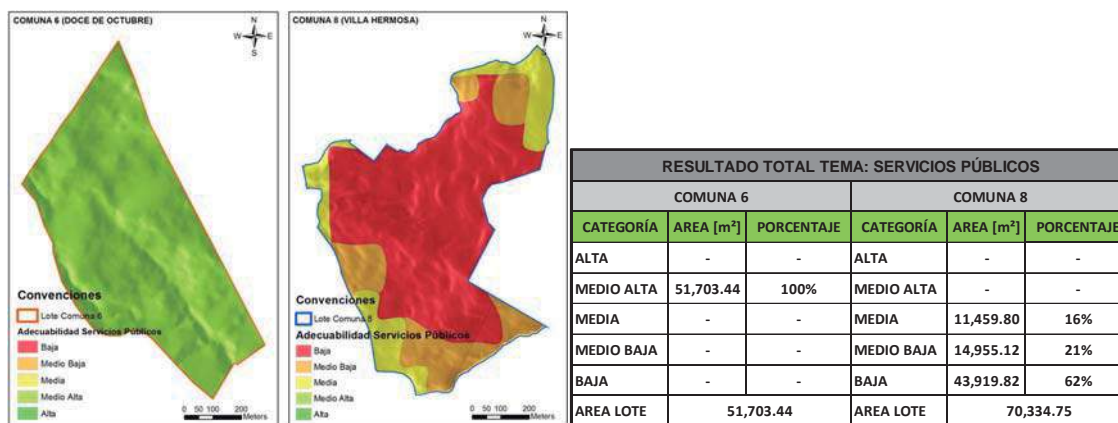 COMUNA 6 (DOCE DE OCTUBRE)
N
W E
S
Convenciones
Lote Comuna 6
Adecuabilidad Servicios Públicos
Baja
Medio Baja
Media
Medio Alta
Alta
0 50 100 200
Meters
COMUNA 8 (VILLA HERMOSA)
N
W E
S
Convenciones
Lote Comuna 8
Adecuabilidad Servicios Públicos
Baja
Medio Baja
Media
Medio Alta
Alta
0 50 100 200
Meters
RESULTADO TOTAL TEMA: SERVICIOS PÚBLICOS
COMUNA 6 COMUNA 8
CATEGORÍA AREA [m²] PORCENTAJE CATEGORÍA AREA [m²] PORCENTAJE
ALTA - - ALTA - -
MEDIO ALTA 51,703.44 100% MEDIO ALTA - -
MEDIA - - MEDIA 11,459.80 16%
MEDIO BAJA - - MEDIO BAJA 14,955.12 21%
BAJA - - BAJA 43,919.82 62%
AREA LOTE 51,703.44 AREA LOTE 70,334.75